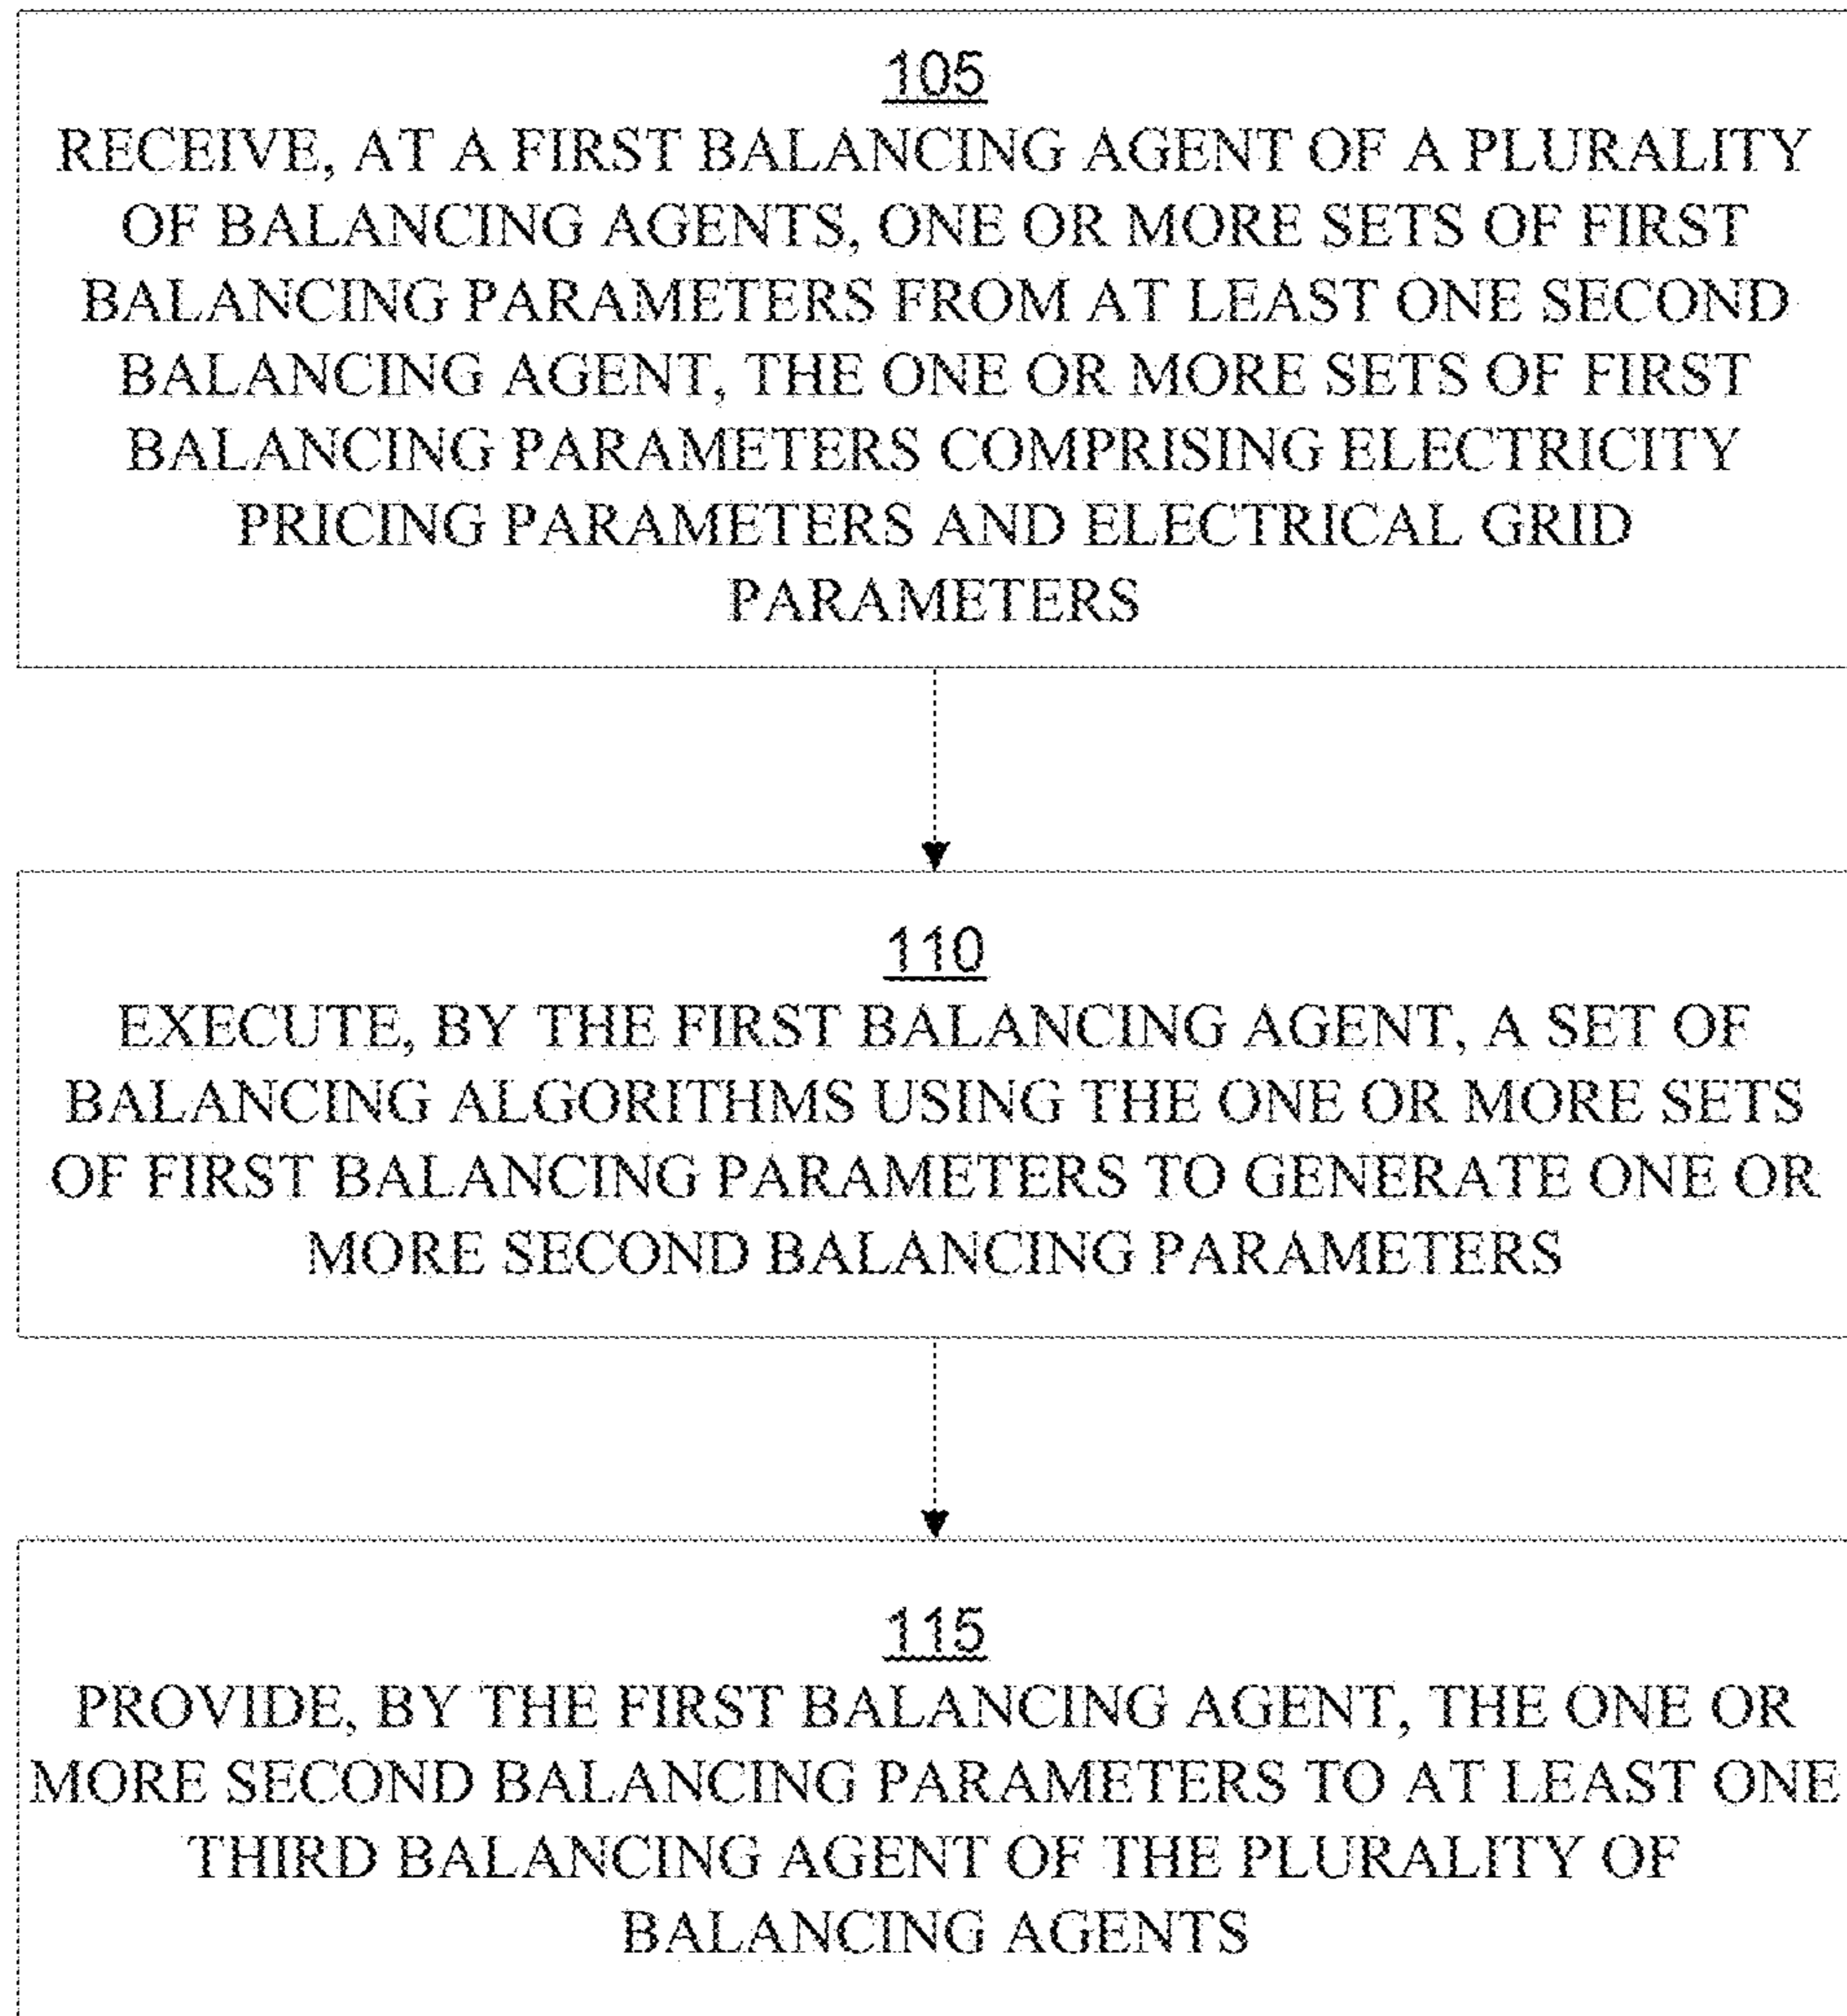 105
RECEIVE, AT A FIRST BALANCING AGENT OF A PLURALITY
OF BALANCING AGENTS, ONE OR MORE SETS OF FIRST
BALANCING PARAMETERS FROM AT LEAST ONE SECOND
BALANCING AGENT, THE ONE OR MORE SETS OF FIRST
BALANCING PARAMETERS COMPRISING ELECTRICITY
PRICING PARAMETERS AND ELECTRICAL GRID
PARAMETERS
110
EXECUTE, BY THE FIRST BALANCING AGENT, A SET OF
BALANCING ALGORITHMS USING THE ONE OR MORE SETS
OF FIRST BALANCING PARAMETERS TO GENERATE ONE OR
MORE SECOND BALANCING PARAMETERS
115
PROVIDE, BY THE FIRST BALANCING AGENT, THE ONE OR
MORE SECOND BALANCING PARAMETERS TO AT LEAST ONE
THIRD BALANCING AGENT OF THE PLURALITY OF
BALANCING AGENTS